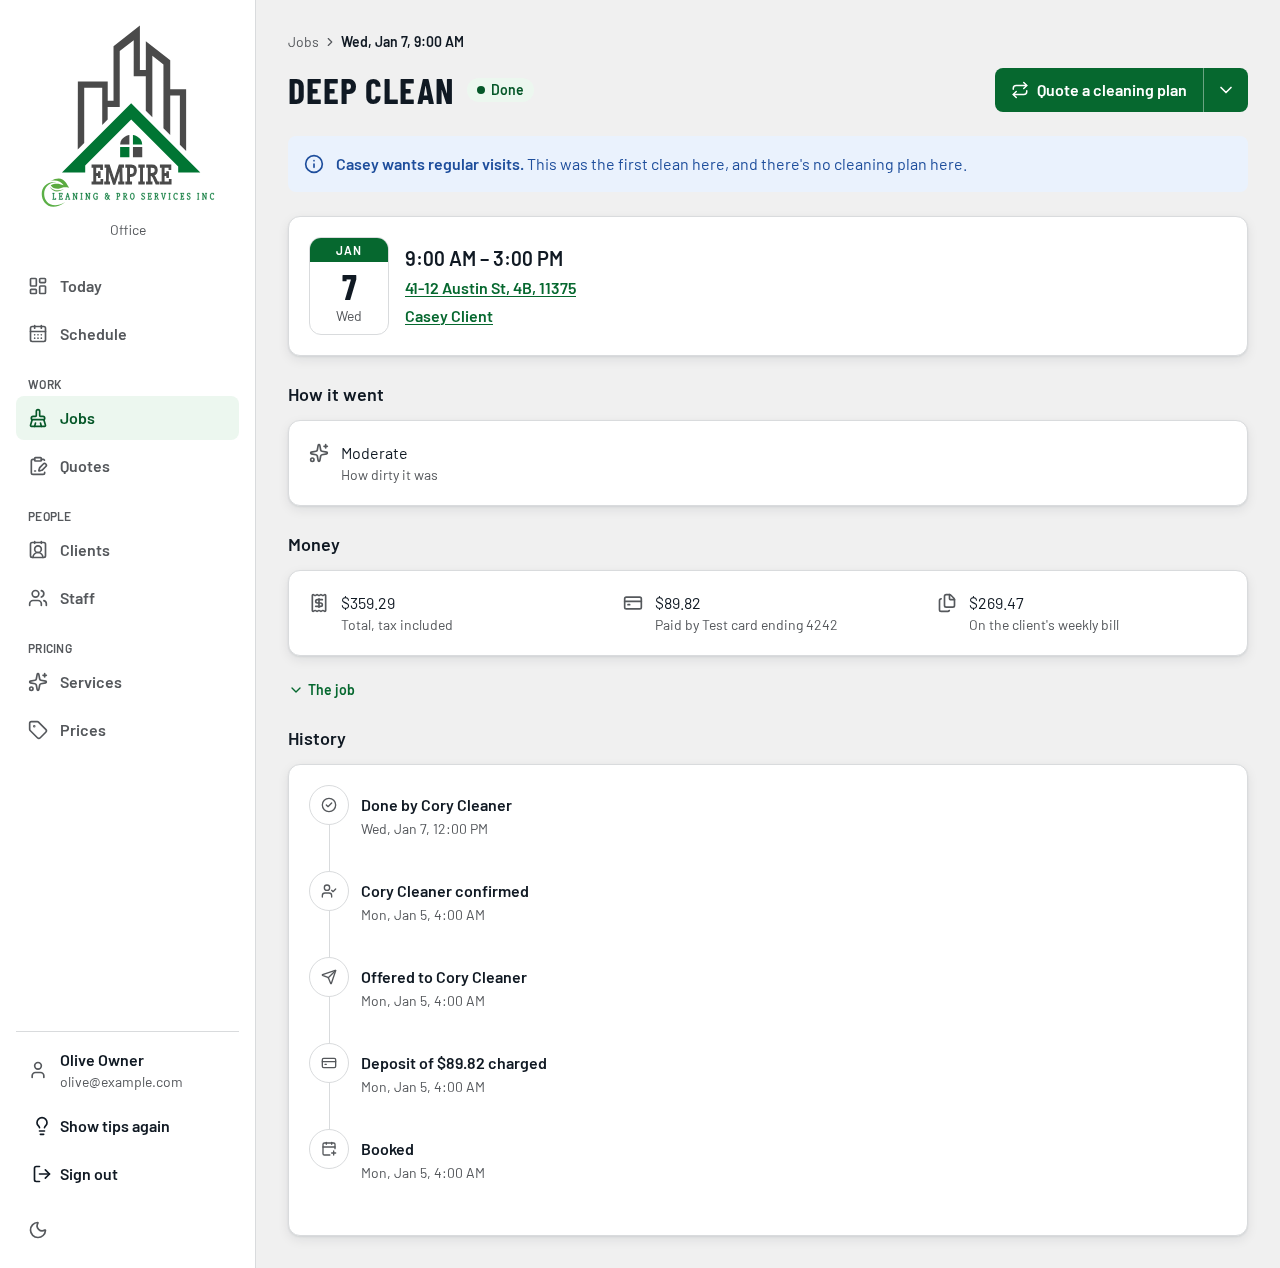 EMPIRE
LEANING & PRO SERVICES INC
Office
Today
Schedule
WORK
Jobs
Quotes
PEOPLE
Clients
Staff
PRICING
Services
Prices
Olive Owner
olive@example.com
Show tips again
Sign out
Jobs > Wed, Jan 7, 9:00 AM
DEEP CLEAN
Done
Quote a cleaning plan
Casey wants regular visits. This was the first clean here, and there's no cleaning plan here.
JAN
7
Wed
9:00 AM – 3:00 PM
41-12 Austin St, 4B, 11375
Casey Client
How it went
Moderate
How dirty it was
Money
$359.29
Total, tax included
$89.82
Paid by Test card ending 4242
$269.47
On the client's weekly bill
The job
History
Done by Cory Cleaner
Wed, Jan 7, 12:00 PM
Cory Cleaner confirmed
Mon, Jan 5, 4:00 AM
Offered to Cory Cleaner
Mon, Jan 5, 4:00 AM
Deposit of $89.82 charged
Mon, Jan 5, 4:00 AM
Booked
Mon, Jan 5, 4:00 AM